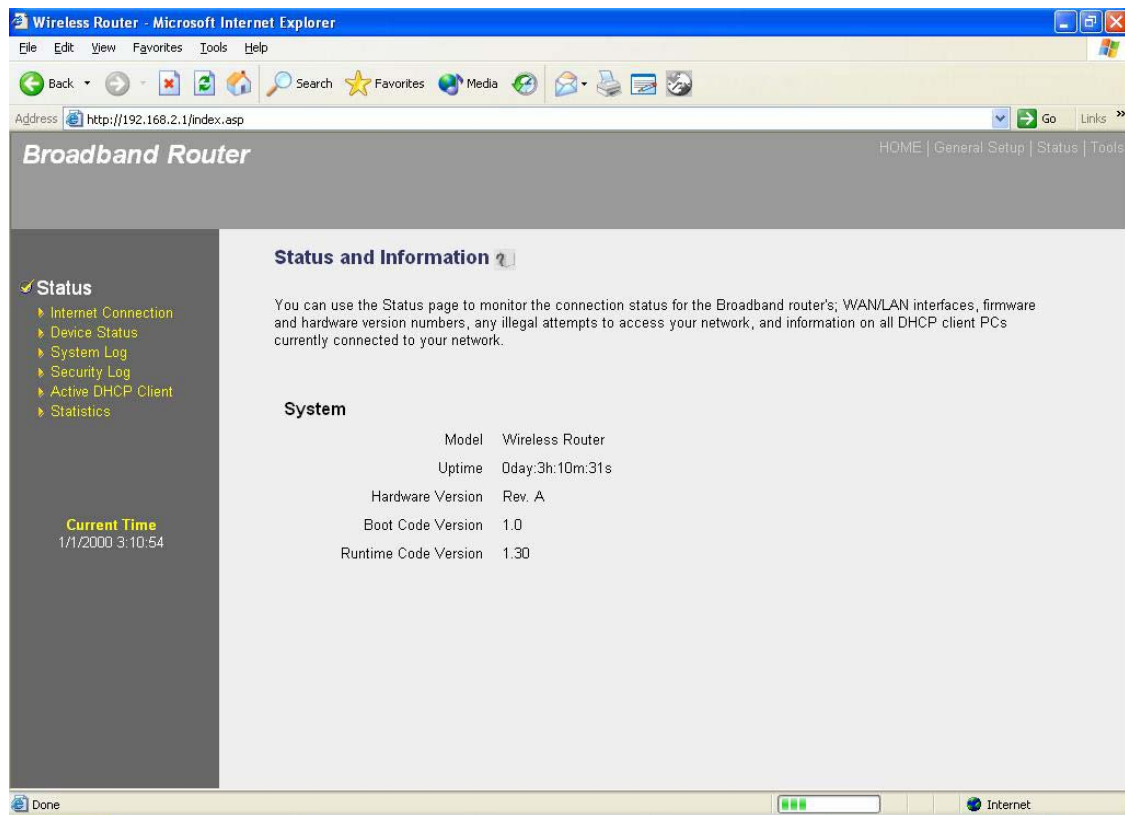 Wireless Router - Microsoft Internet Explorer
File Edit View Favorites Tools Help
Back Search Favorites Media
Address http://192.168.2.1/index.asp Go Links »
Broadband Router
HOME | General Setup | Status | Tools
Status and Information
You can use the Status page to monitor the connection status for the Broadband router's; WAN/LAN interfaces, firmware
and hardware version numbers, any illegal attempts to access your network, and information on all DHCP client PCs
currently connected to your network.
Status
Internet Connection
Device Status
System Log
Security Log
Active DHCP Client
Statistics
Current Time
1/1/2000 3:10:54
System
Model Wireless Router
Uptime 0day:3h:10m:31s
Hardware Version Rev. A
Boot Code Version 1.0
Runtime Code Version 1.30
Done Internet